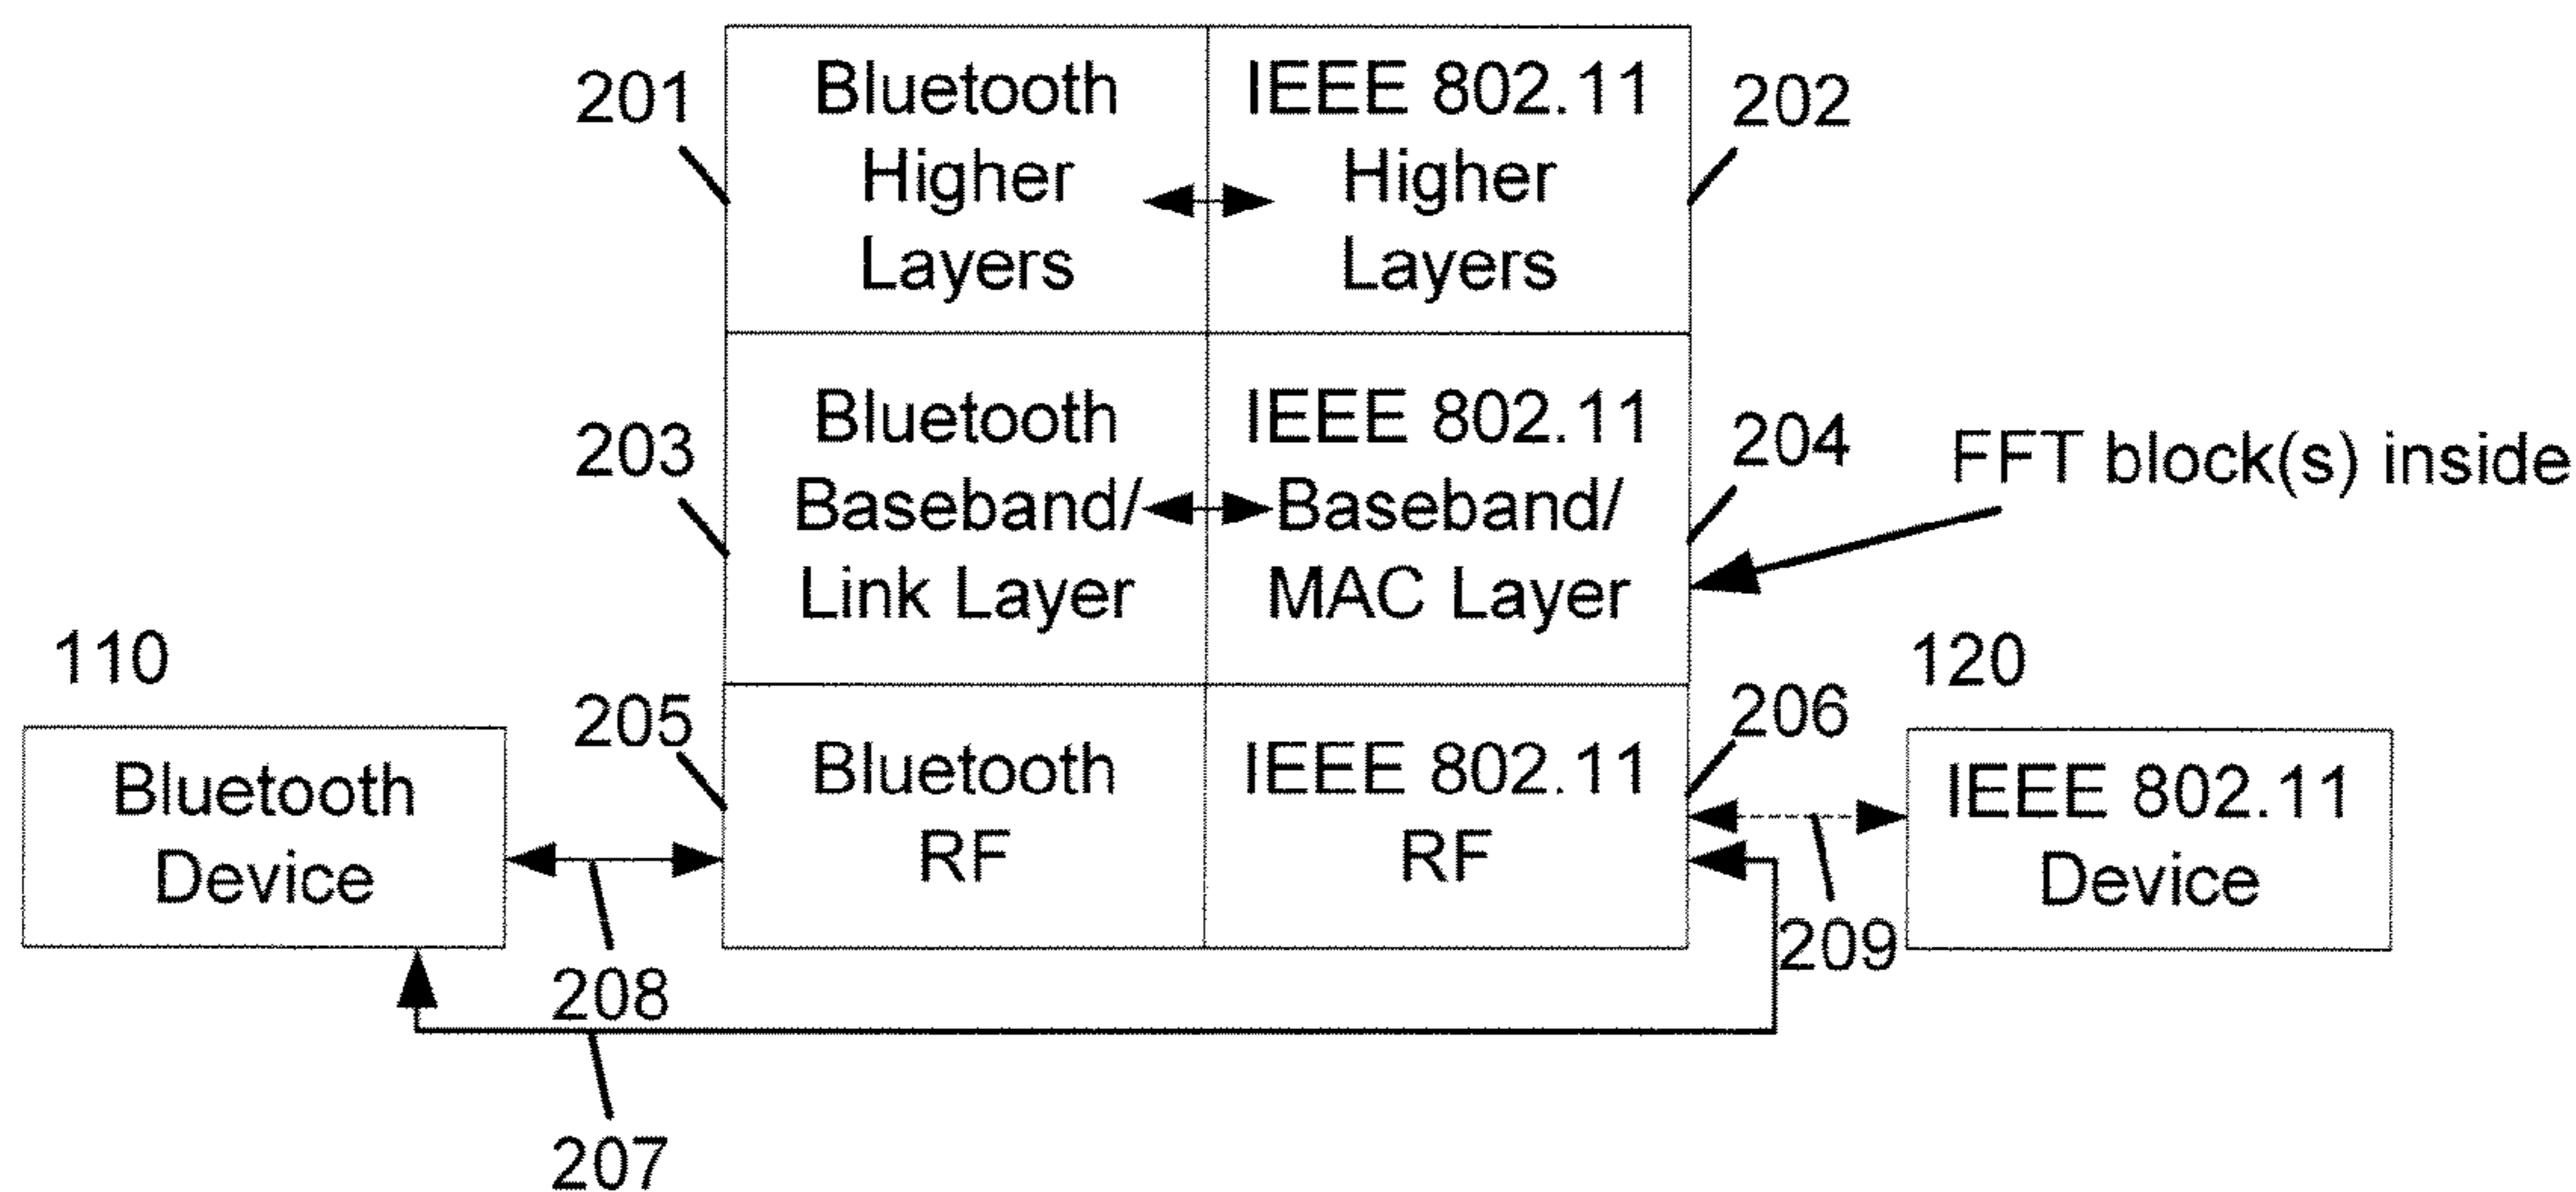 201
Bluetooth
Higher
Layers
IEEE 802.11
Higher
Layers
202
203
Bluetooth
Baseband/
Link Layer
IEEE 802.11
Baseband/
MAC Layer
204
FFT block(s) inside
110
Bluetooth
Device
205
Bluetooth
RF
IEEE 802.11
RF
206
120
IEEE 802.11
Device
208
209
207